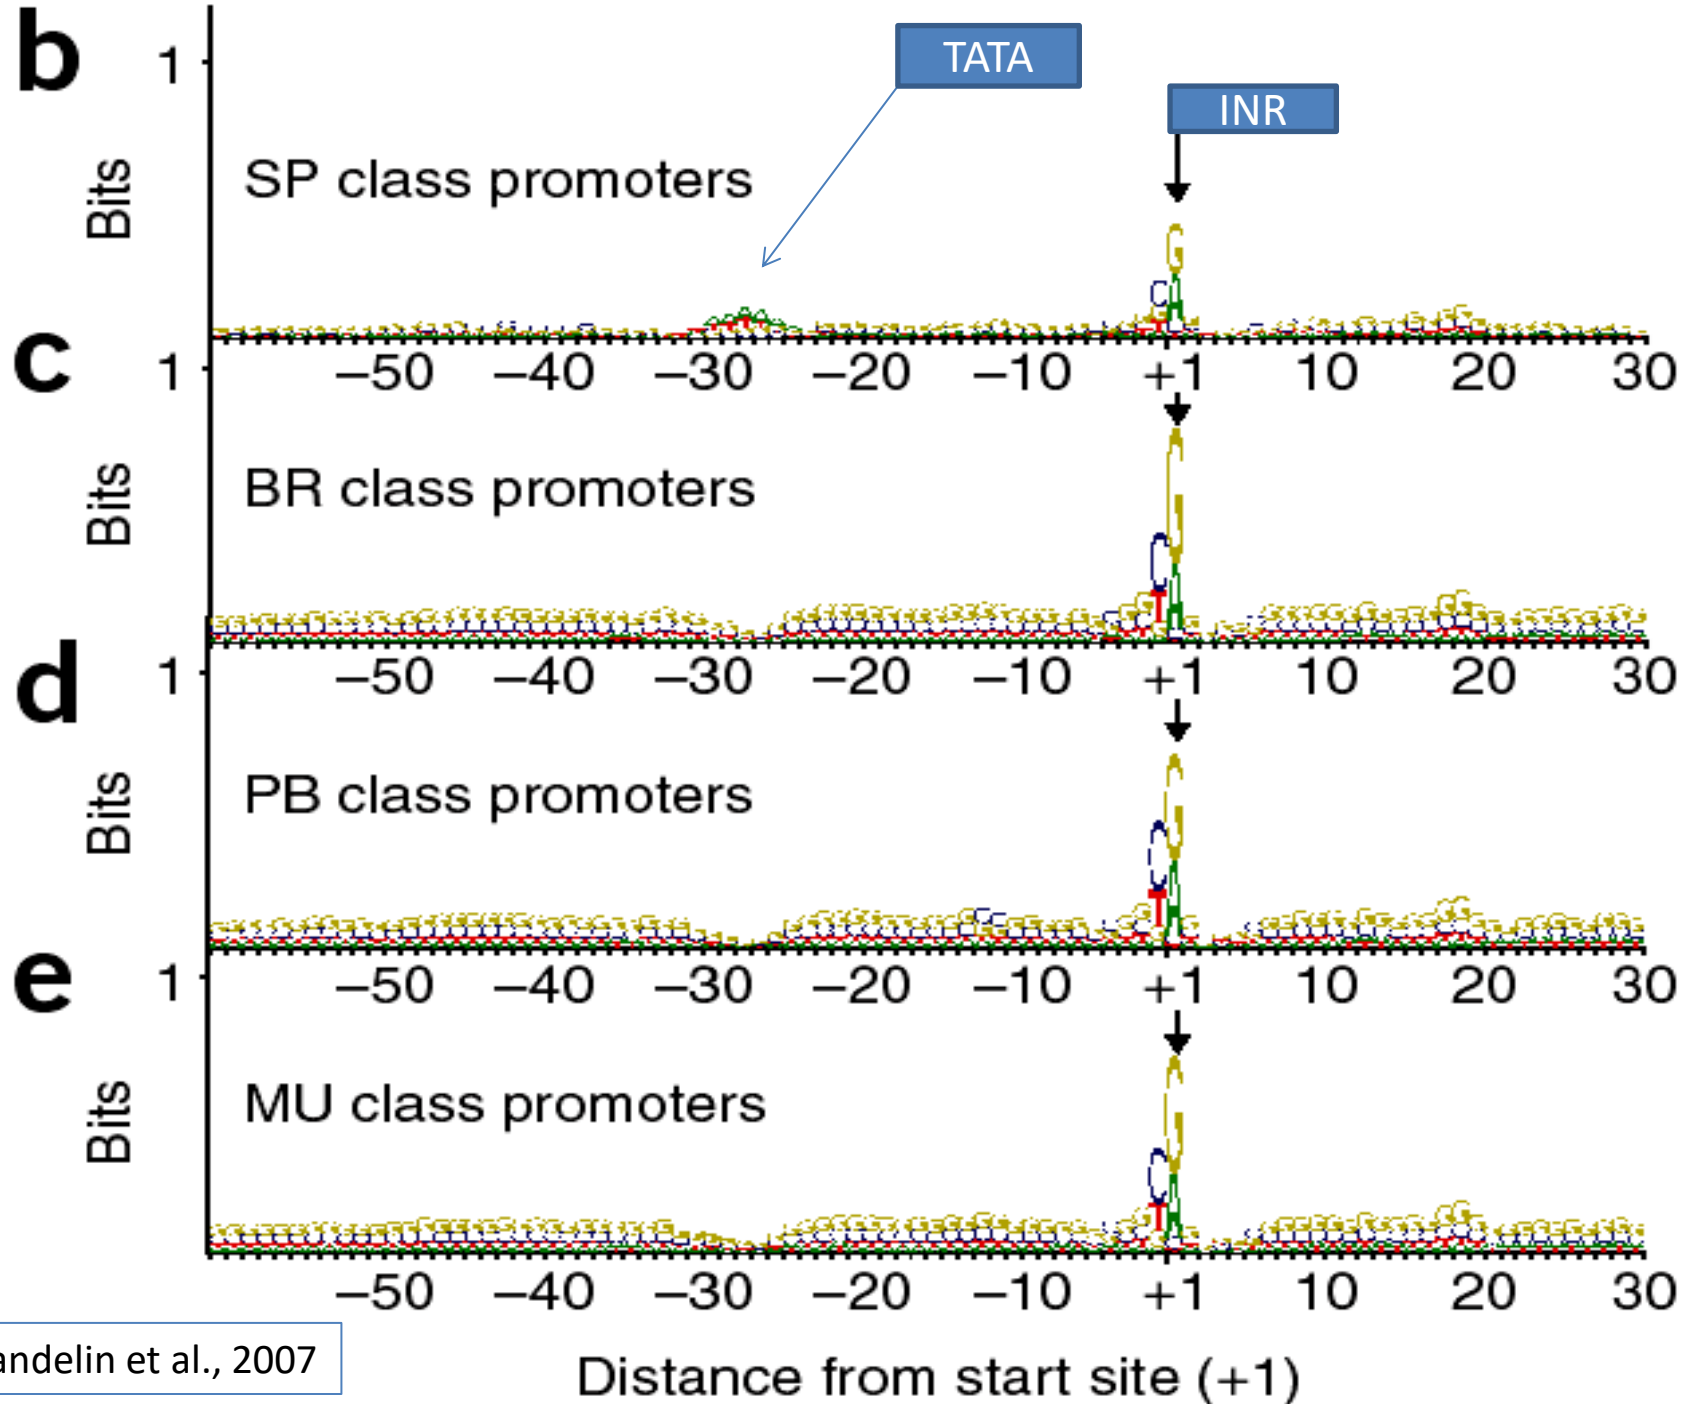 b
1
TATA
INR
Bits
SP class promoters
–50 –40 –30 –20 –10 +1 10 20 30
c
1
Bits
BR class promoters
–50 –40 –30 –20 –10 +1 10 20 30
d
1
Bits
PB class promoters
–50 –40 –30 –20 –10 +1 10 20 30
e
1
Bits
MU class promoters
–50 –40 –30 –20 –10 +1 10 20 30
andelin et al., 2007
Distance from start site (+1)